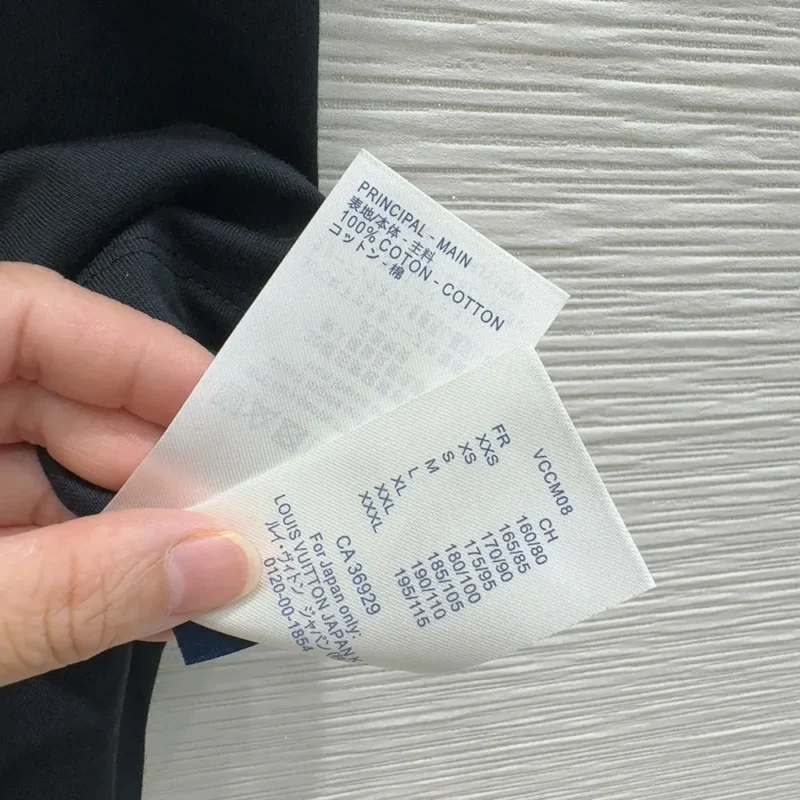 PRINCIPAL - MAIN
表地/本体 - 主料
100% COTON - COTTON
コットン - 棉
VCCM08
FR CH
XXS 160/80
XS 165/85
S 170/90
M 175/95
L 180/100
XL 185/105
XXL 190/110
XXXL 195/115
CA 36929
For Japan only:
LOUIS VUITTON JAPAN K
ルイ・ヴィトン ジャパン
0120-00-1854